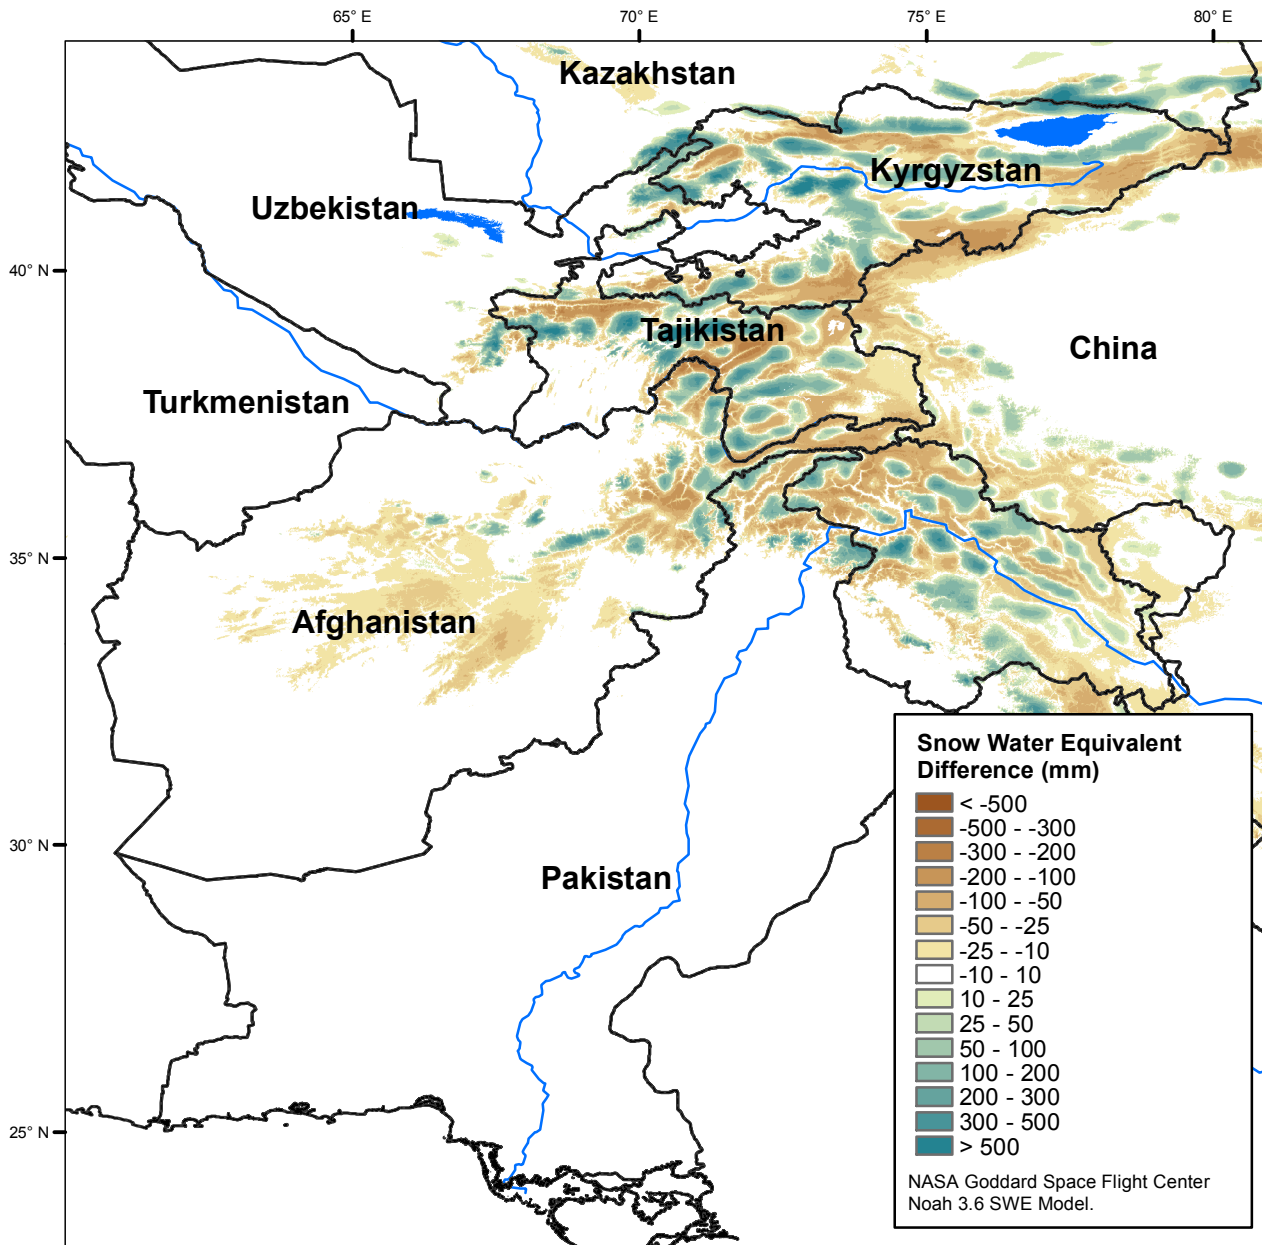 65° E
70° E
75° E
80° E
Kazakhstan
Kyrgyzstan
Uzbekistan
40° N
Tajikistan
China
Turkmenistan
35° N
Afghanistan
30° N
Pakistan
25° N
Snow Water Equivalent
Difference (mm)
< -500
-500 - -300
-300 - -200
-200 - -100
-100 - -50
-50 - -25
-25 - -10
-10 - 10
10 - 25
25 - 50
50 - 100
100 - 200
200 - 300
300 - 500
> 500
NASA Goddard Space Flight Center
Noah 3.6 SWE Model.